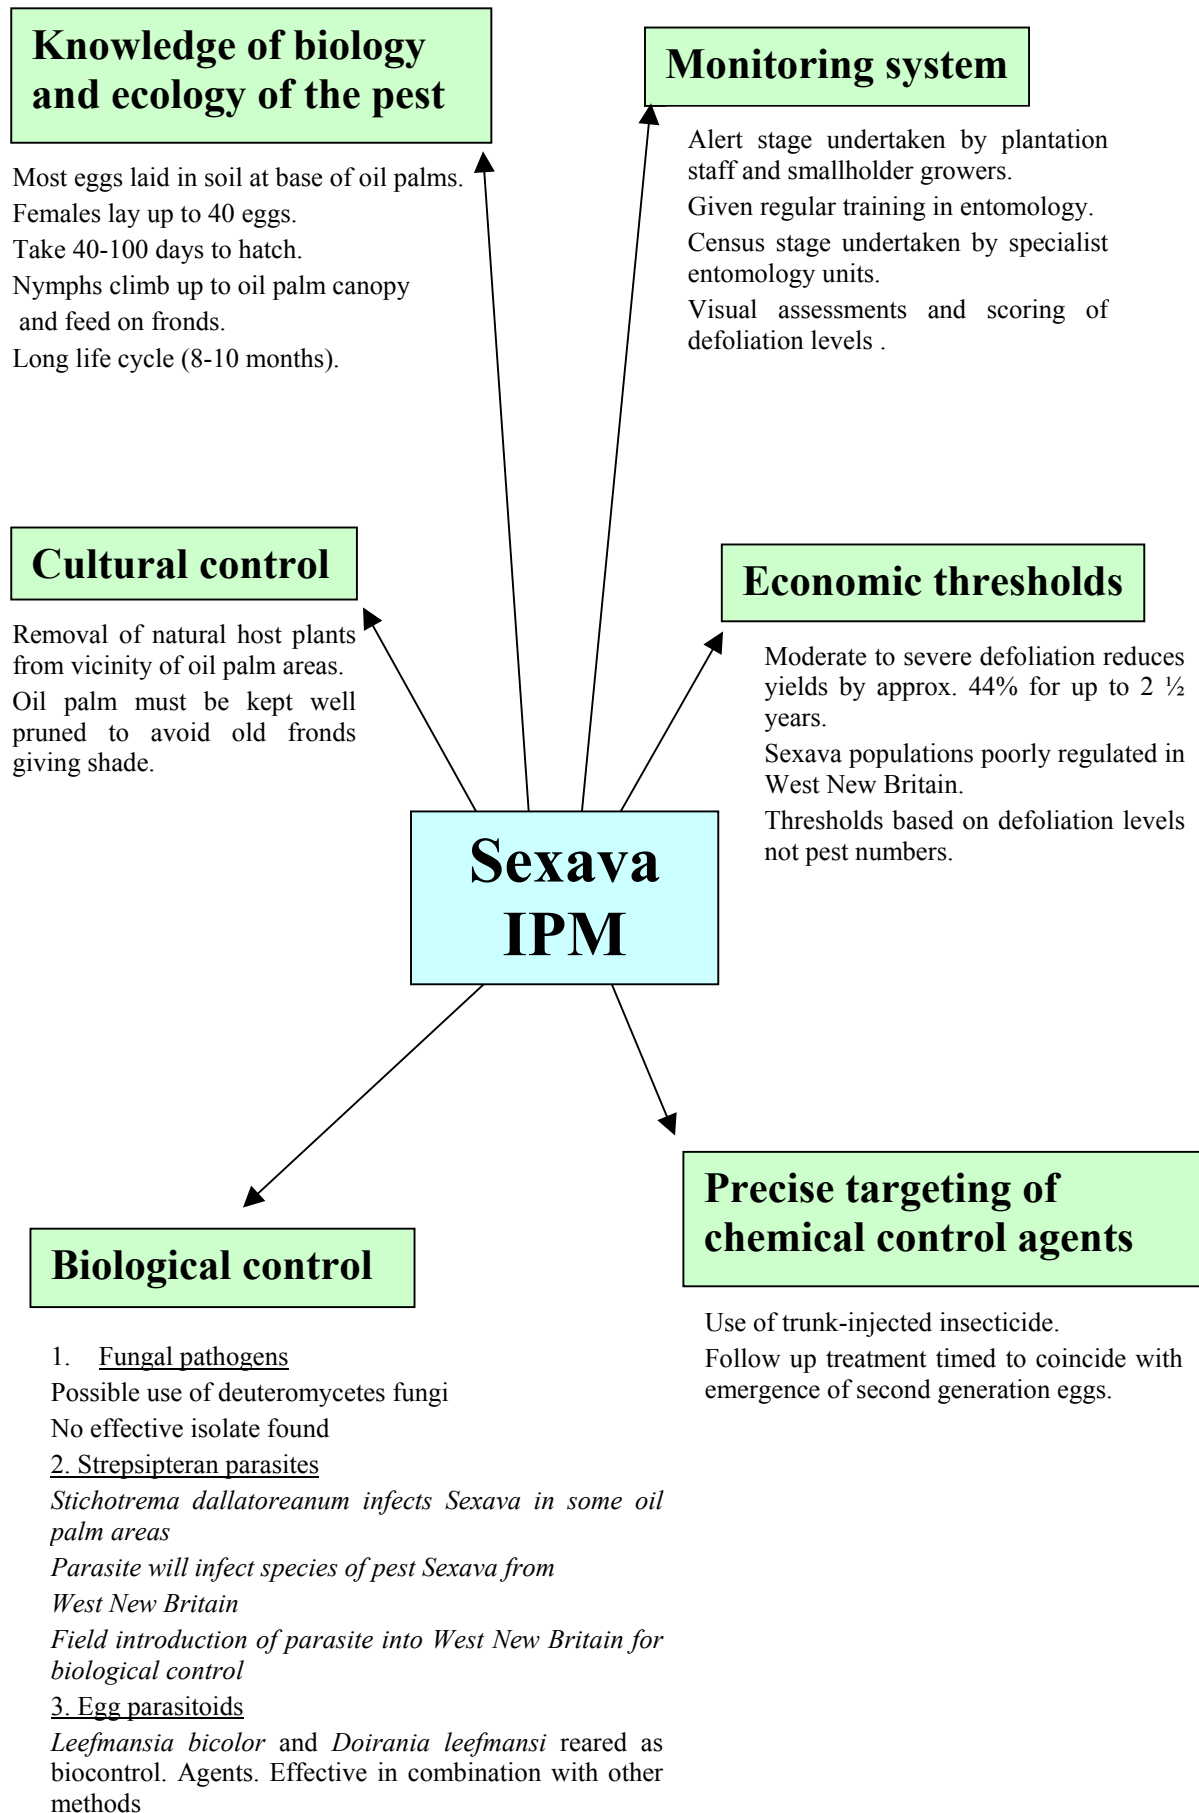 Knowledge of biology
and ecology of the pest
Most eggs laid in soil at base of oil palms.
Females lay up to 40 eggs.
Take 40-100 days to hatch.
Nymphs climb up to oil palm canopy
and feed on fronds.
Long life cycle (8-10 months).
Monitoring system
Alert stage undertaken by plantation
staff and smallholder growers.
Given regular training in entomology.
Census stage undertaken by specialist
entomology units.
Visual assessments and scoring of
defoliation levels .
Cultural control
Removal of natural host plants
from vicinity of oil palm areas.
Oil palm must be kept well
pruned to avoid old fronds
giving shade.
Economic thresholds
Moderate to severe defoliation reduces
yields by approx. 44% for up to 2 ½
years.
Sexava populations poorly regulated in
West New Britain.
Thresholds based on defoliation levels
not pest numbers.
Sexava
IPM
Biological control
1. Fungal pathogens
Possible use of deuteromycetes fungi
No effective isolate found
2. Strepsipteran parasites
Stichotrema dallatoreanum infects Sexava in some oil
palm areas
Parasite will infect species of pest Sexava from
West New Britain
Field introduction of parasite into West New Britain for
biological control
3. Egg parasitoids
Leefmansia bicolor and Doirania leefmansi reared as
biocontrol. Agents. Effective in combination with other
methods
Precise targeting of
chemical control agents
Use of trunk-injected insecticide.
Follow up treatment timed to coincide with
emergence of second generation eggs.